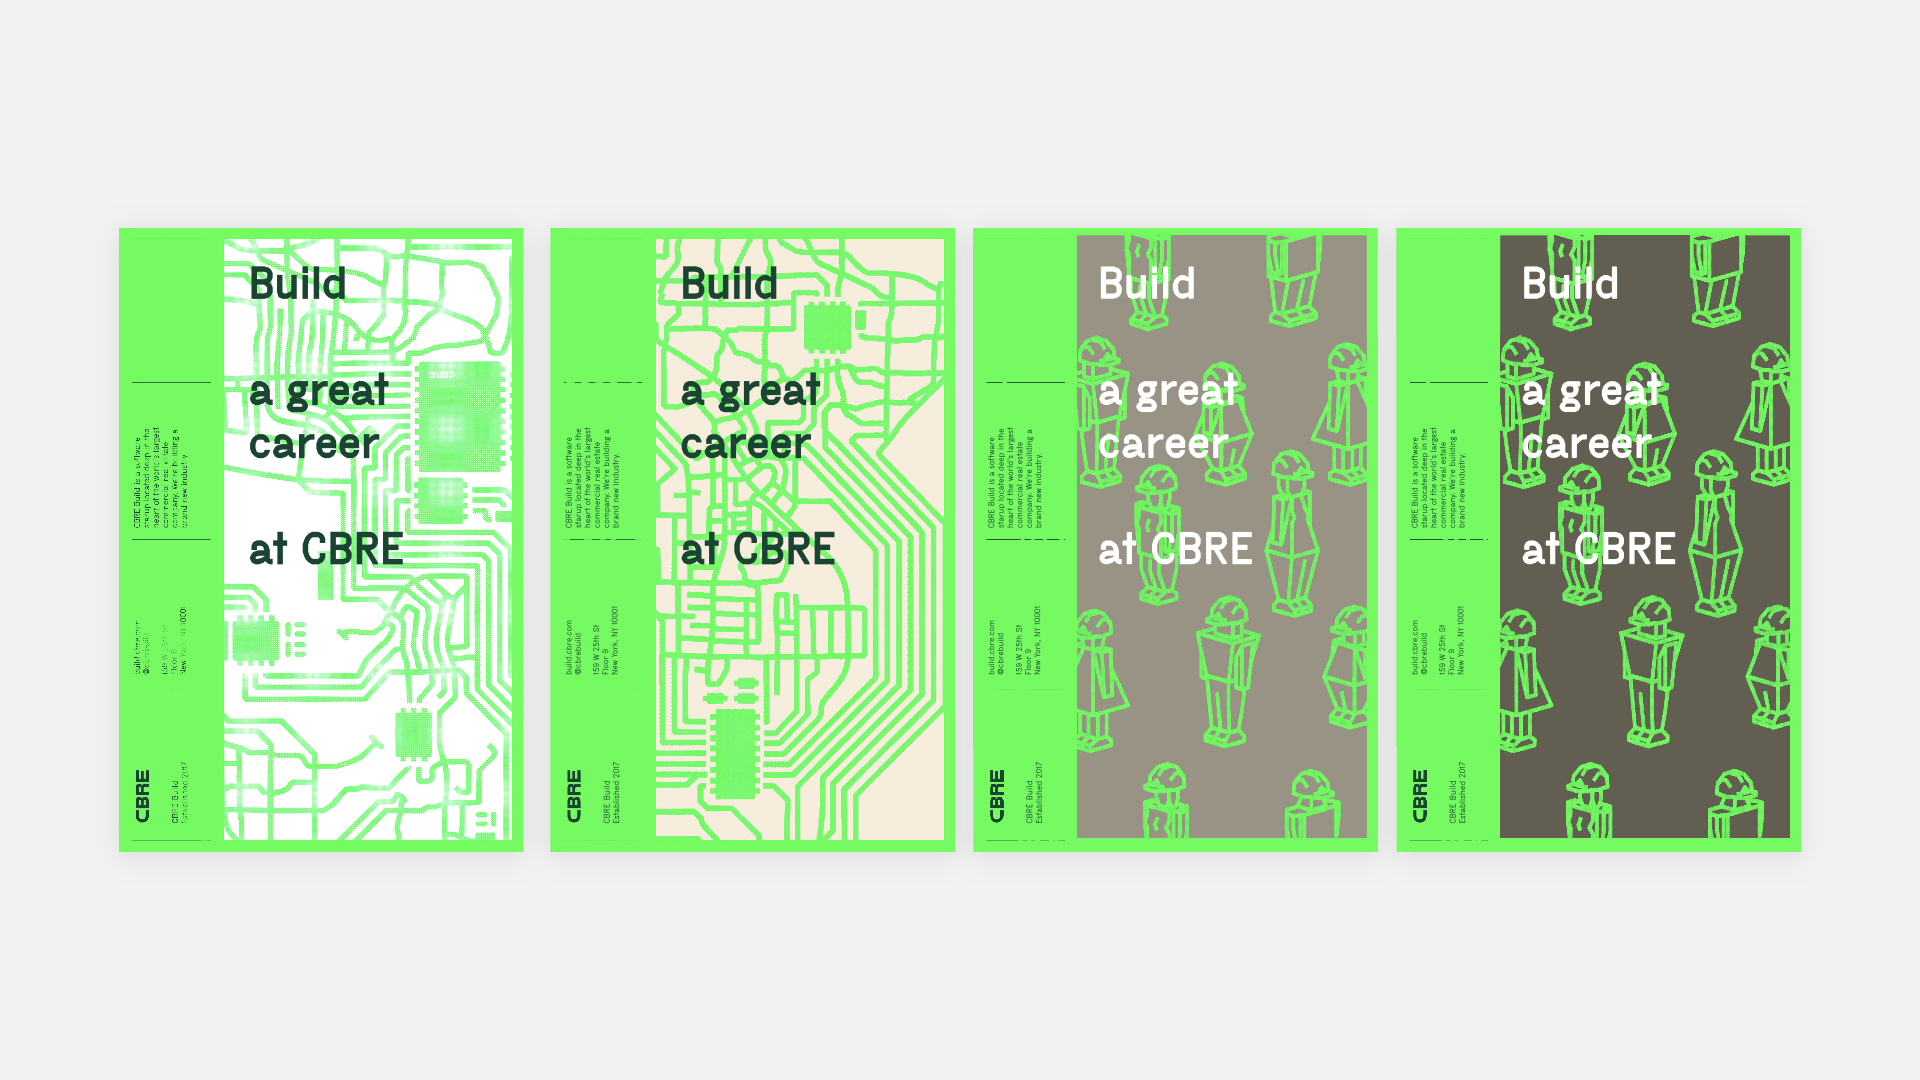 Build
a great
career
at CBRE
CBRE Build is a software
starup located deep in the
heart of the world's largest
commercial real estate
company. We're building a
brand new industry.
build.cbre.com
@cbrebuild
159 W 25th St
Floor 9
New York, NY 10001
CBRE
CBRE Build
Established 2017
CBRE
Build
a great
career
at CBRE
CBRE Build is a software
starup located deep in the
heart of the world's largest
commercial real estate
company. We're building a
brand new industry.
build.cbre.com
@cbrebuild
159 W 25th St
Floor 9
New York, NY 10001
CBRE
CBRE Build
Established 2017
Build
a great
career
at CBRE
CBRE Build is a software
starup located deep in the
heart of the world's largest
commercial real estate
company. We're building a
brand new industry.
build.cbre.com
@cbrebuild
159 W 25th St
Floor 9
New York, NY 10001
CBRE
CBRE Build
Established 2017
Build
a great
career
at CBRE
CBRE Build is a software
starup located deep in the
heart of the world's largest
commercial real estate
company. We're building a
brand new industry.
build.cbre.com
@cbrebuild
159 W 25th St
Floor 9
New York, NY 10001
CBRE
CBRE Build
Established 2017